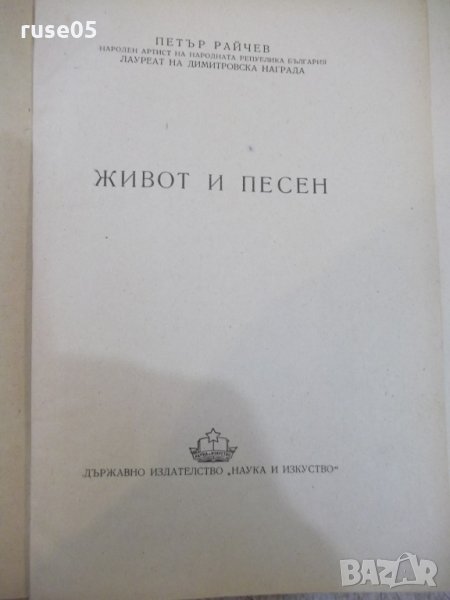 ruse05
ПЕТЪР РАЙЧЕВ
НАРОДЕН АРТИСТ НА НАРОДНАТА РЕПУБЛИКА БЪЛГАРИЯ
ЛАУРЕАТ НА ДИМИТРОВСКА НАГРАДА
ЖИВОТ И ПЕСЕН
ДЪРЖАВНО ИЗДАТЕЛСТВО „НАУКА И ИЗКУСТВО“
BAZAR